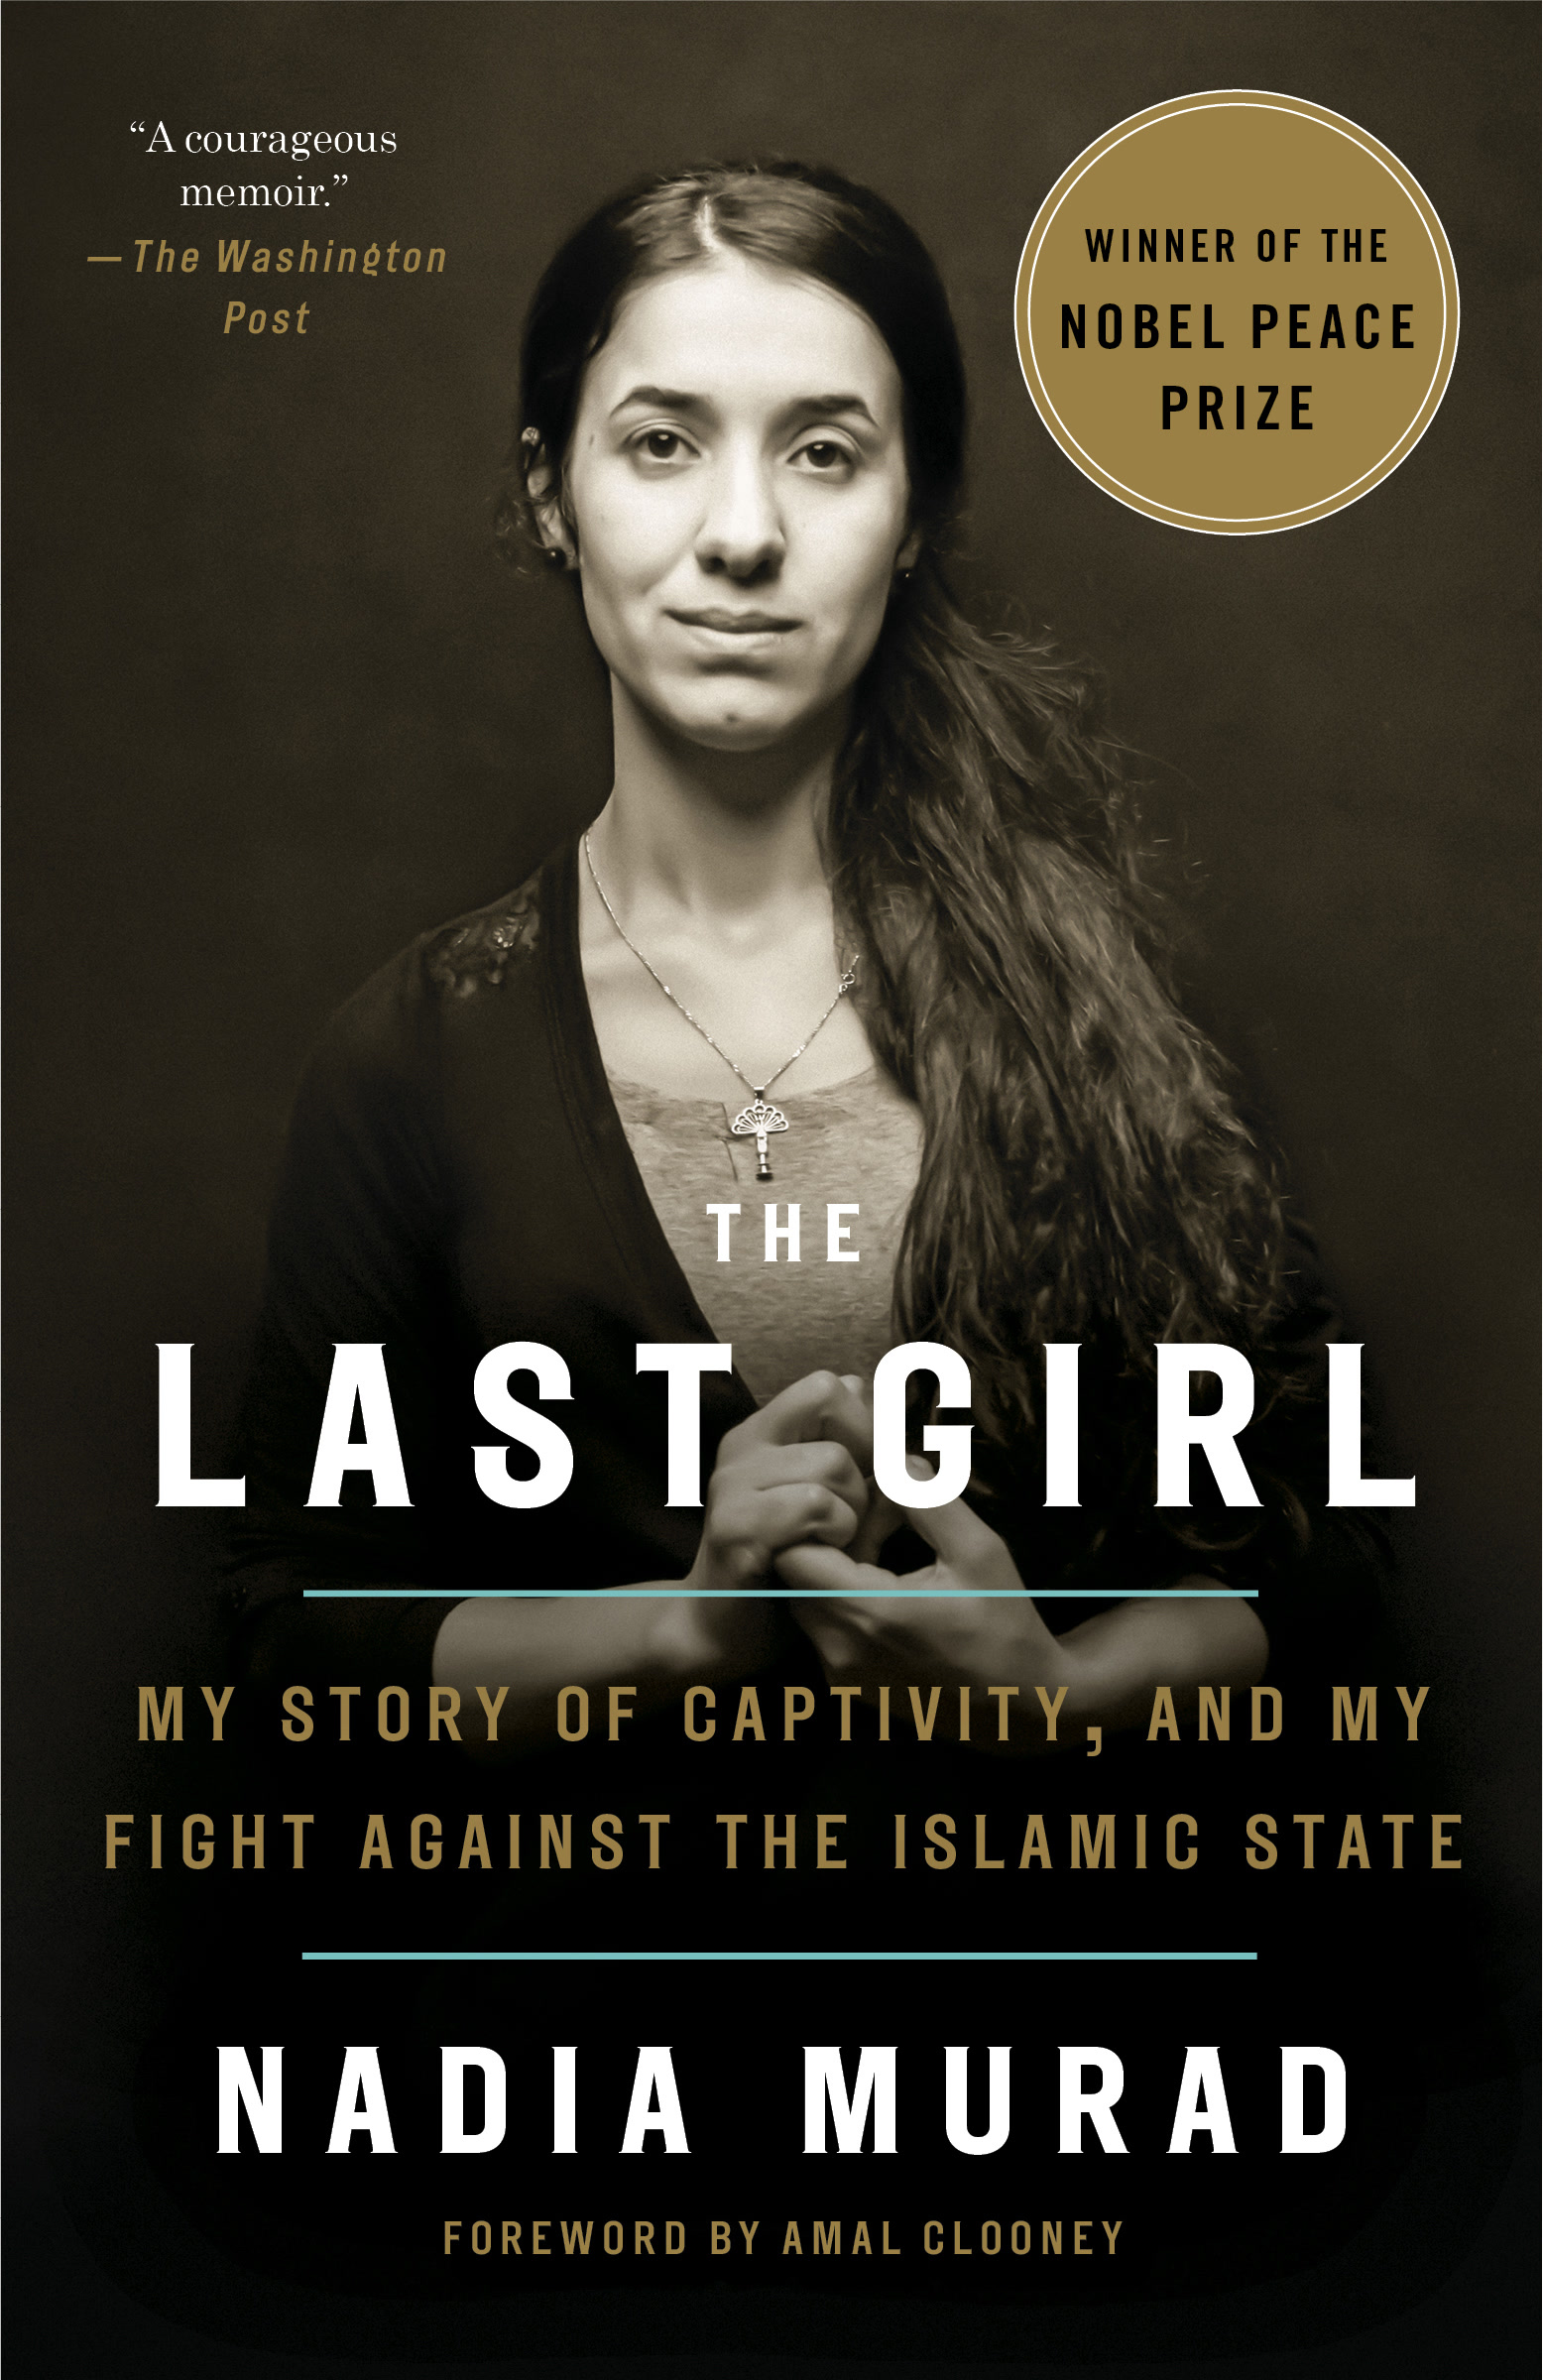 “A courageous
memoir.”
—The Washington
Post
WINNER OF THE
NOBEL PEACE
PRIZE
THE
LAST GIRL
MY STORY OF CAPTIVITY, AND MY
FIGHT AGAINST THE ISLAMIC STATE
NADIA MURAD
FOREWORD BY AMAL CLOONEY